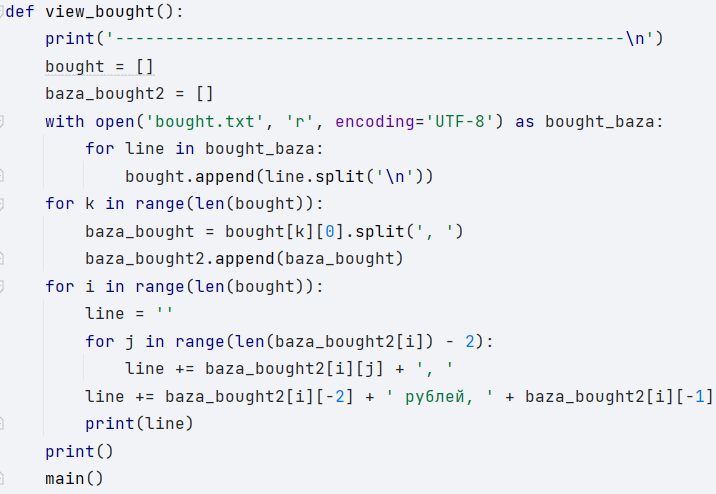 def view_bought():
    print('---------------------------------------------------\n')
    bought = []
    baza_bought2 = []
    with open('bought.txt', 'r', encoding='UTF-8') as bought_baza:
        for line in bought_baza:
            bought.append(line.split('\n'))
    for k in range(len(bought)):
        baza_bought = bought[k][0].split(', ')
        baza_bought2.append(baza_bought)
    for i in range(len(bought)):
        line = ''
        for j in range(len(baza_bought2[i]) - 2):
            line += baza_bought2[i][j] + ', '
        line += baza_bought2[i][-2] + ' рублей, ' + baza_bought2[i][-1]
        print(line)
    print()
    main()